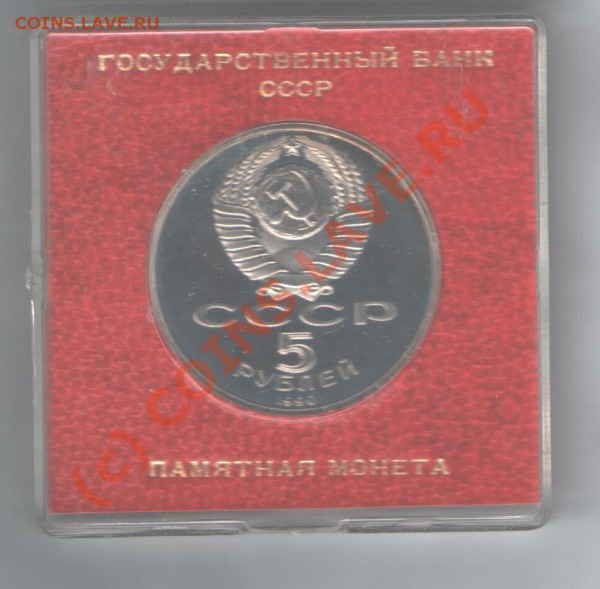 COINS.LAVE.RU
ГОСУДАРСТВЕННЫЙ БАНК
СССР
СССР
5
РУБЛЕЙ
1990
ПАМЯТНАЯ МОНЕТА
(c) COINS.LAVE.RU